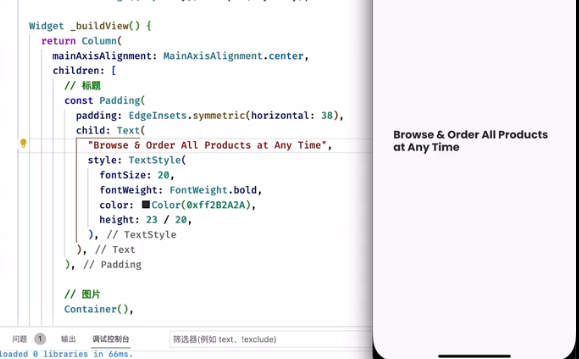 Widget _buildView() {
return Column(
mainAxisAlignment: MainAxisAlignment.center,
children: [
// 标题
const Padding(
padding: EdgeInsets.symmetric(horizontal: 38),
child: Text(
"Browse & Order All Products at Any Time",
style: TextStyle(
fontSize: 20,
fontWeight: FontWeight.bold,
color: Color(0xff2B2A2A),
height: 23 / 20,
), // TextStyle
), // Text
), // Padding
// 图片
Container(),
问题 1 输出 调试控制台 筛选器(例如 text、!exclude)
loaded 0 libraries in 66ms.
Browse & Order All Products
at Any Time